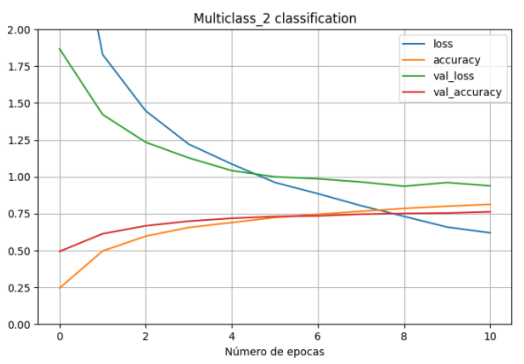 Multiclass_2 classification
2.00
1.75
1.50
1.25
1.00
0.75
0.50
0.25
0.00
loss
accuracy
val_loss
val_accuracy
0 2 4 6 8 10
Número de epocas